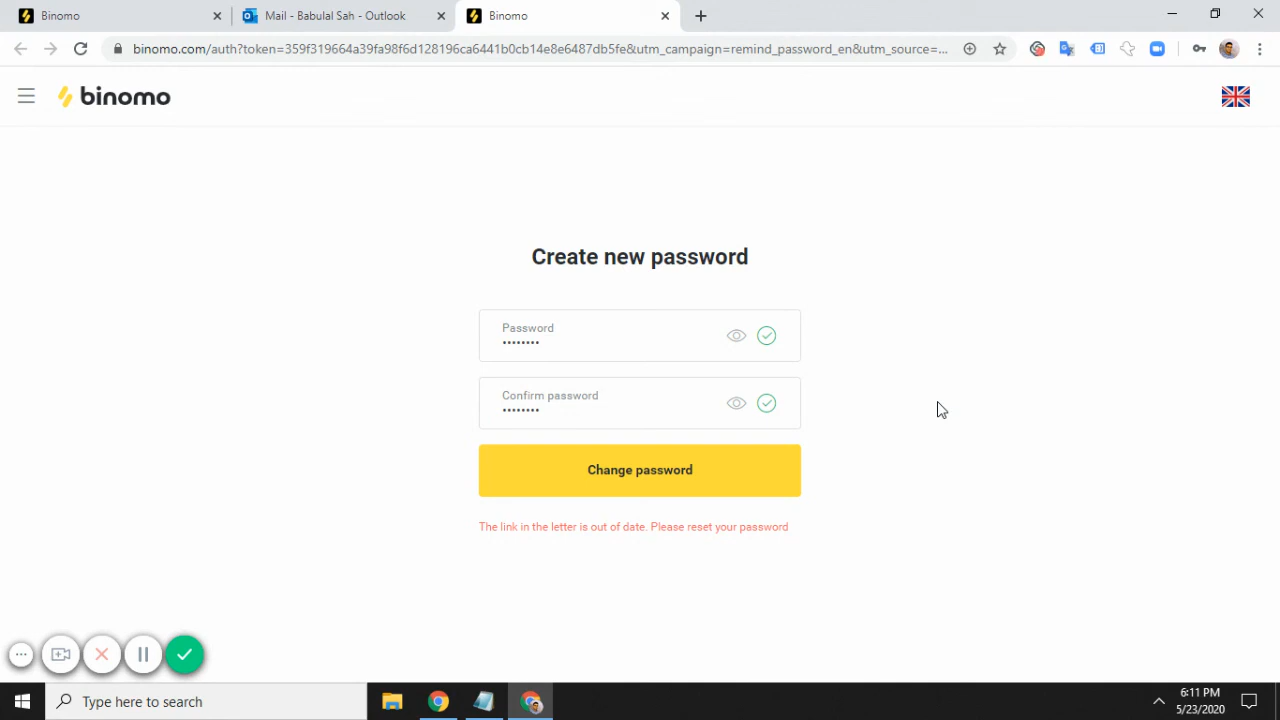 Binomo
Mail - Babulal Sah - Outlook
Binomo
binomo.com/auth?token=359f319664a39fa98f6d128196ca6441b0cb14e8e6487db5fe&utm_campaign=remind_password_en&utm_source=...
binomo
Create new password
Password
••••••••
Confirm password
••••••••
Change password
The link in the letter is out of date. Please reset your password
Type here to search
6:11 PM
5/23/2020